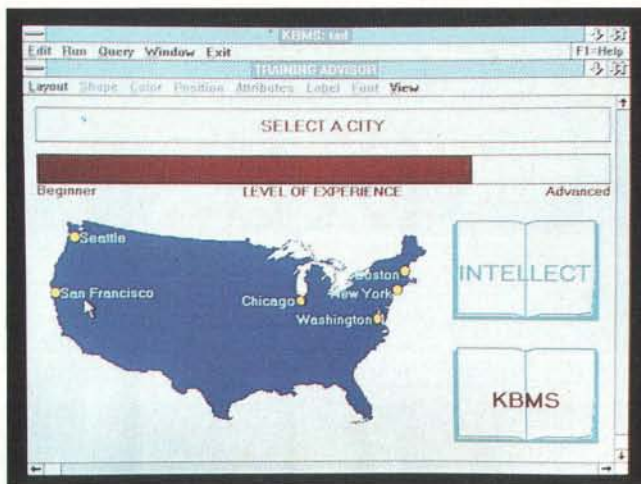 KBMS: ted
Edit Run Query Window Exit F1=Help
TRAINING ADVISOR
Layout Shape Color Position Attributes Label Font View
SELECT A CITY
Beginner LEVEL OF EXPERIENCE Advanced
Seattle
Boston
INTELLECT
San Francisco
Chicago
New York
Washington
KBMS